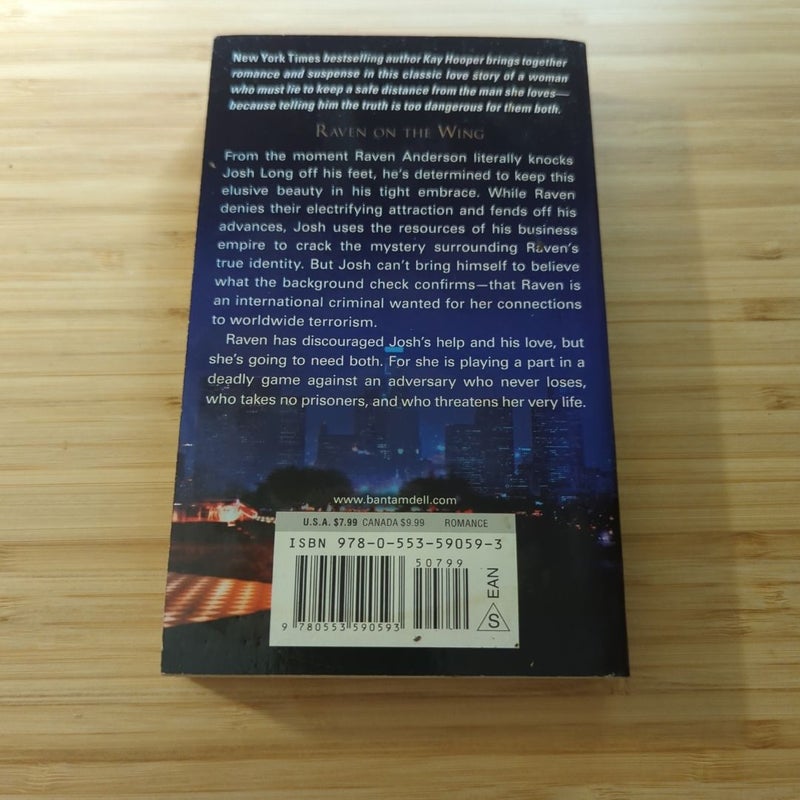 New York Times bestselling author Kay Hooper brings together
romance and suspense in this classic love story of a woman
who must lie to keep a safe distance from the man she loves—
because telling him the truth is too dangerous for them both.
RAVEN ON THE WING
From the moment Raven Anderson literally knocks
Josh Long off his feet, he's determined to keep this
elusive beauty in his tight embrace. While Raven
denies their electrifying attraction and fends off his
advances, Josh uses the resources of his business
empire to crack the mystery surrounding Raven's
true identity. But Josh can't bring himself to believe
what the background check confirms—that Raven is
an international criminal wanted for her connections
to worldwide terrorism.
Raven has discouraged Josh's help and his love, but
she's going to need both. For she is playing a part in a
deadly game against an adversary who never loses,
who takes no prisoners, and who threatens her very life.
www.bantamdell.com
U.S.A. $7.99 CANADA $9.99 ROMANCE
ISBN 978-0-553-59059-3
50799
9 780553 590593
S EAN